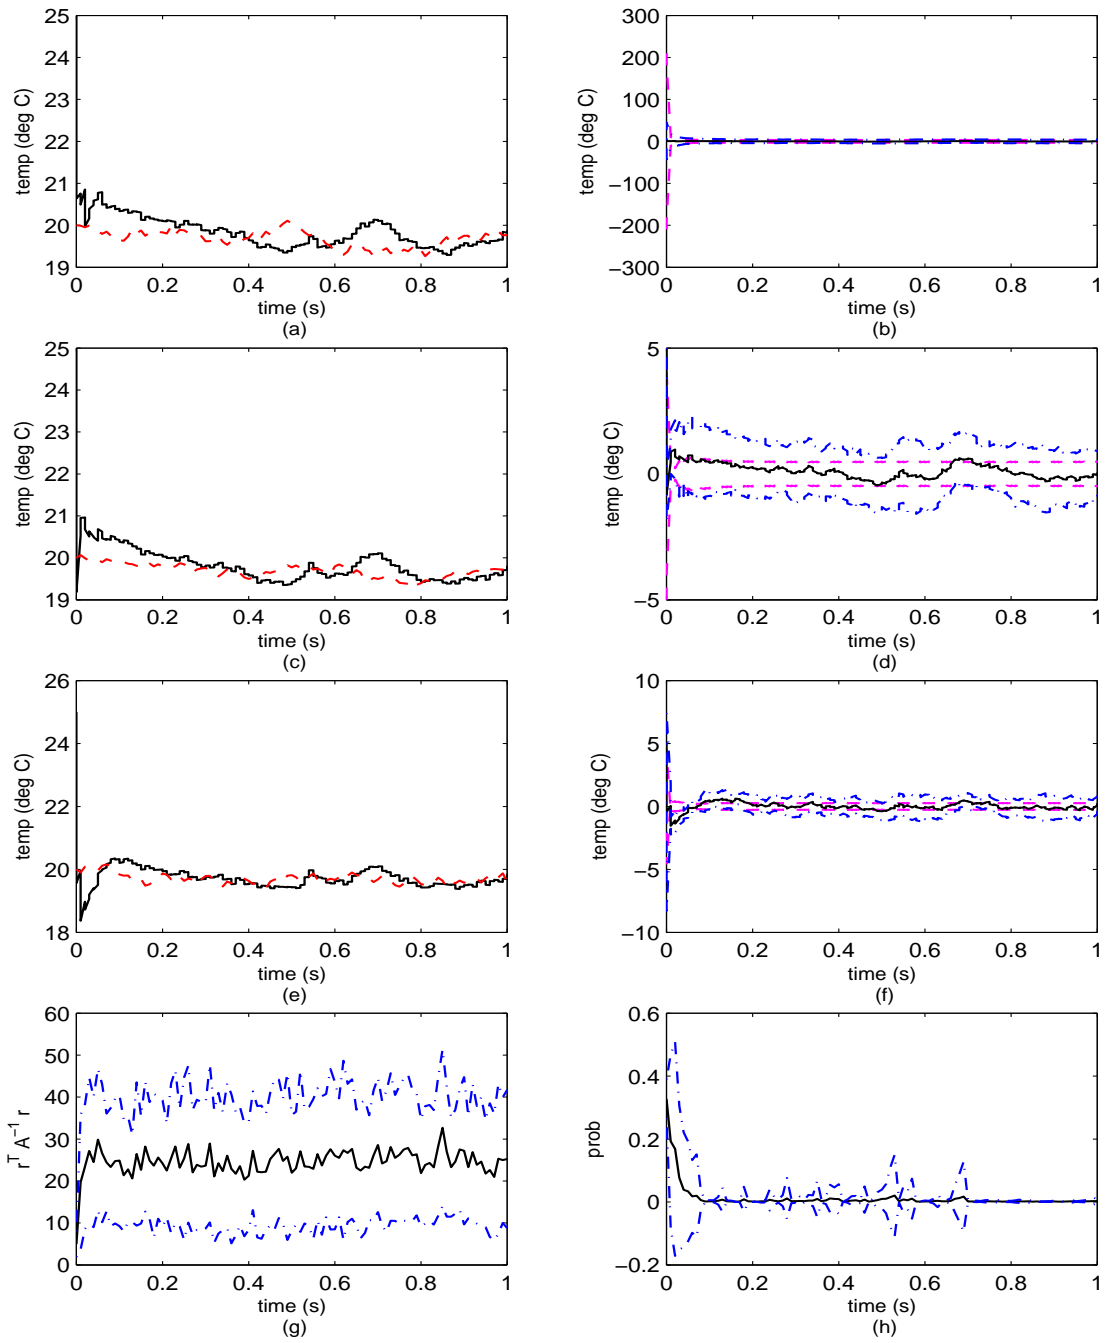 25
24
23
22
21
20
19
temp (deg C)
0 0.2 0.4 0.6 0.8 1
time (s)
(a)
300
200
100
0
−100
−200
−300
temp (deg C)
0 0.2 0.4 0.6 0.8 1
time (s)
(b)
25
24
23
22
21
20
19
temp (deg C)
0 0.2 0.4 0.6 0.8 1
time (s)
(c)
5
0
−5
temp (deg C)
0 0.2 0.4 0.6 0.8 1
time (s)
(d)
26
24
22
20
18
temp (deg C)
0 0.2 0.4 0.6 0.8 1
time (s)
(e)
10
5
0
−5
−10
temp (deg C)
0 0.2 0.4 0.6 0.8 1
time (s)
(f)
60
50
40
30
20
10
0
r^T A^−1 r
0 0.2 0.4 0.6 0.8 1
time (s)
(g)
0.6
0.4
0.2
0
−0.2
prob
0 0.2 0.4 0.6 0.8 1
time (s)
(h)